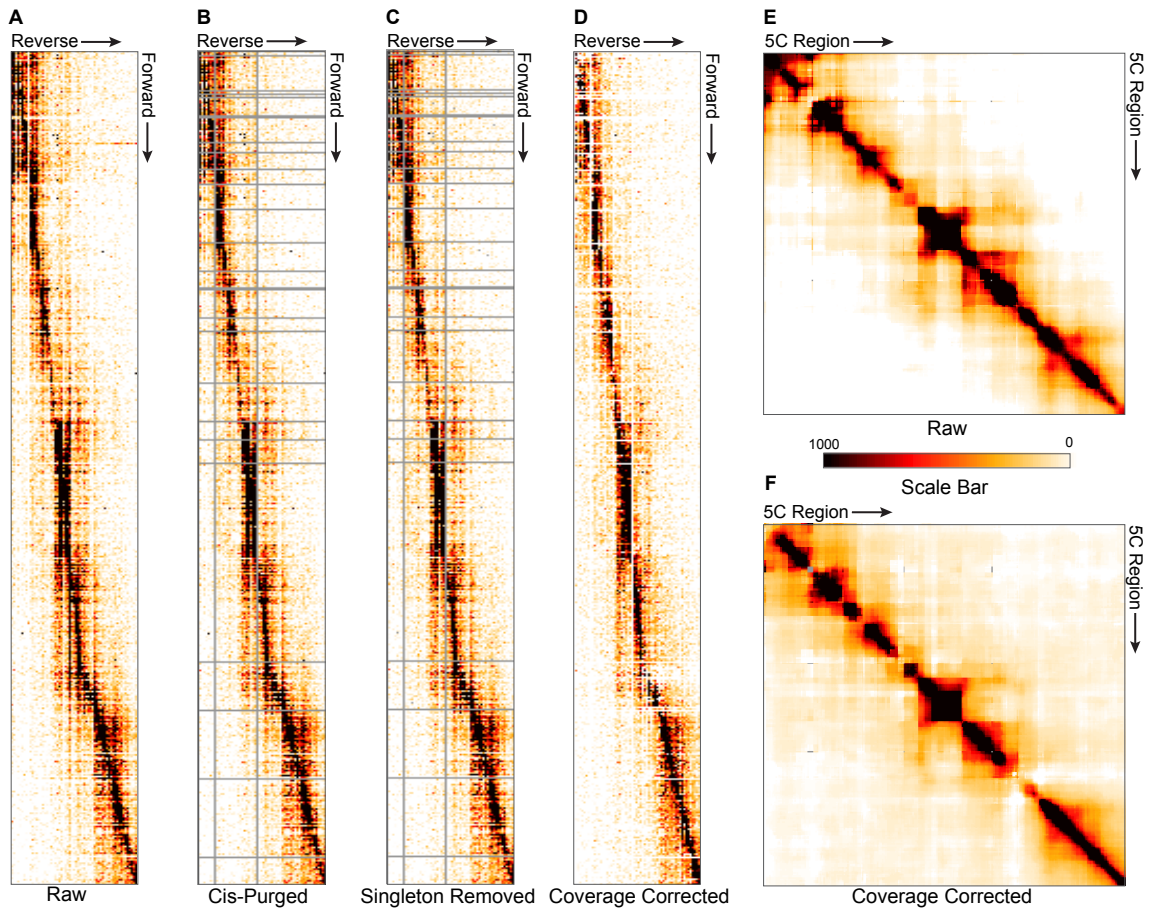 A
Reverse
Forward
Raw
B
Reverse
Forward
Cis-Purged
C
Reverse
Forward
Singleton Removed
D
Reverse
Forward
Coverage Corrected
E
5C Region
5C Region
Raw
1000
0
Scale Bar
F
5C Region
5C Region
Coverage Corrected